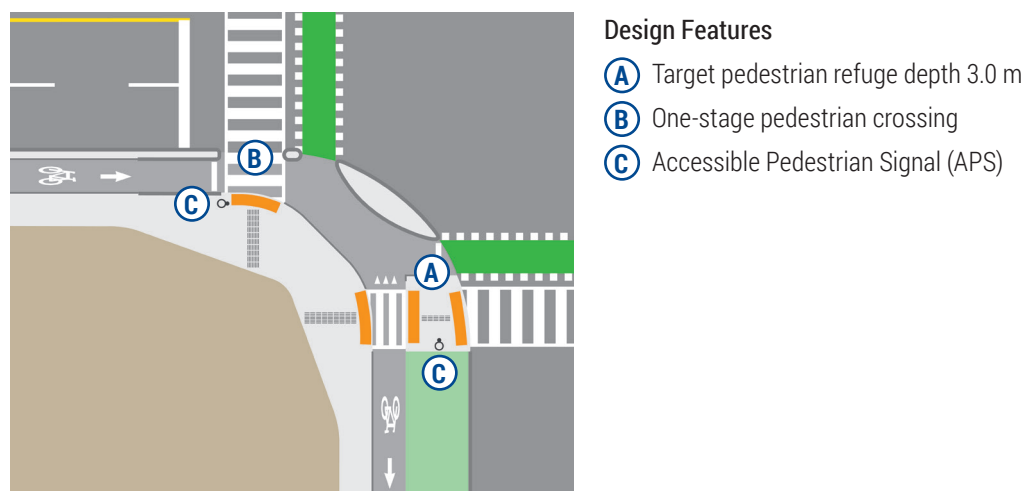 Design Features
A Target pedestrian refuge depth 3.0 m
B One-stage pedestrian crossing
C Accessible Pedestrian Signal (APS)
B
C
A
C